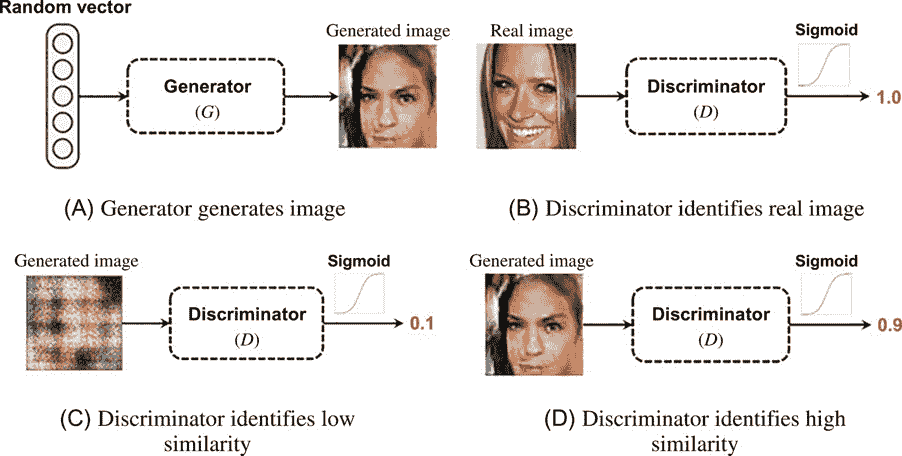 Random vector
Generator
(G)
Generated image
(A) Generator generates image
Real image
Discriminator
(D)
Sigmoid
1.0
(B) Discriminator identifies real image
Generated image
Discriminator
(D)
Sigmoid
0.1
(C) Discriminator identifies low
similarity
Generated image
Discriminator
(D)
Sigmoid
0.9
(D) Discriminator identifies high
similarity